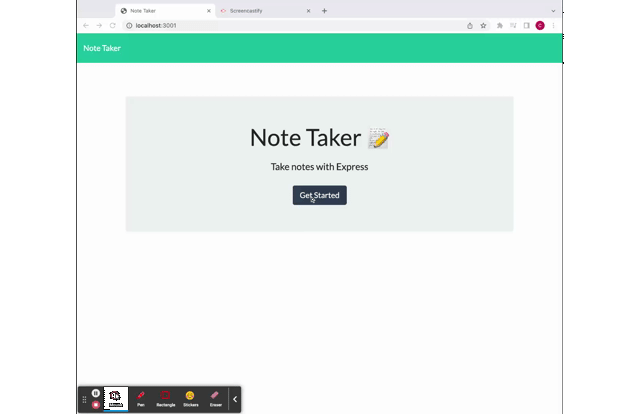 Note Taker
Screencastify
localhost:3001
C
Note Taker
Note Taker
Take notes with Express
Get Started
Mouse
Pen
Rectangle
Stickers
Eraser